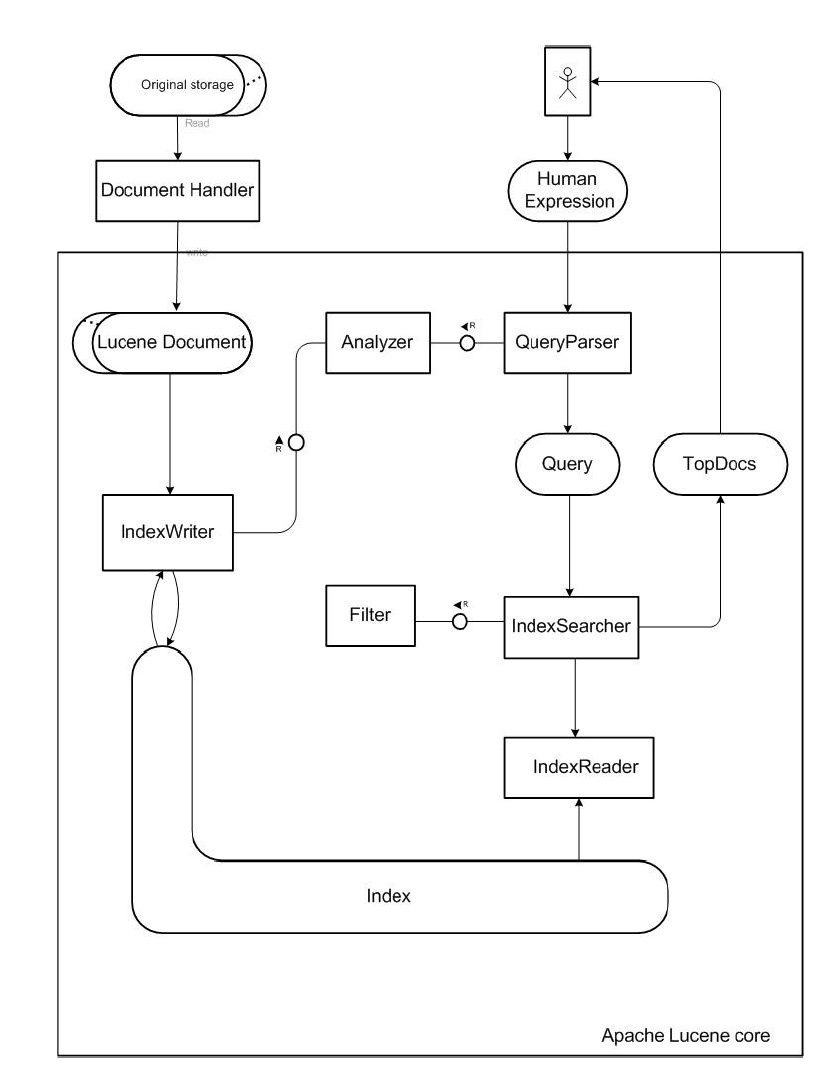 Original storage
Read
Document Handler
write
Human
Expression
Lucene Document
Analyzer
R
QueryParser
R
Query
TopDocs
IndexWriter
Filter
R
IndexSearcher
IndexReader
Index
Apache Lucene core